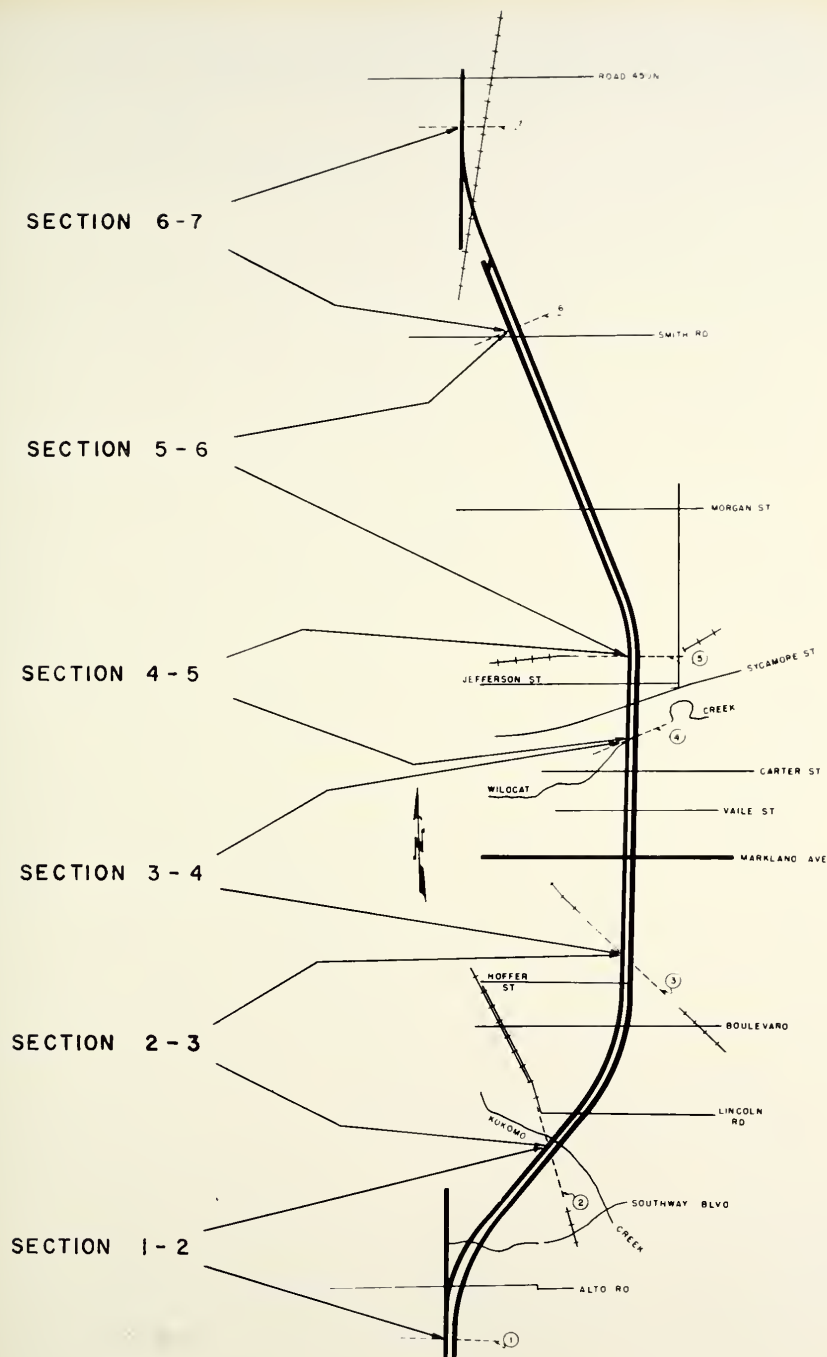 ROAD 450N
7
SECTION 6-7
6
SMITH RD
SECTION 5-6
MORGAN ST
5
SYCAMORE ST
SECTION 4-5
JEFFERSON ST
CREEK
4
CARTER ST
WILDCAT
VAILE ST
N
MARKLAND AVE
SECTION 3-4
3
HOFFER
ST
BOULEVARD
SECTION 2-3
LINCOLN
RD
KOKOMO
2
SOUTHWAY BLVD
CREEK
SECTION 1-2
ALTO RD
1